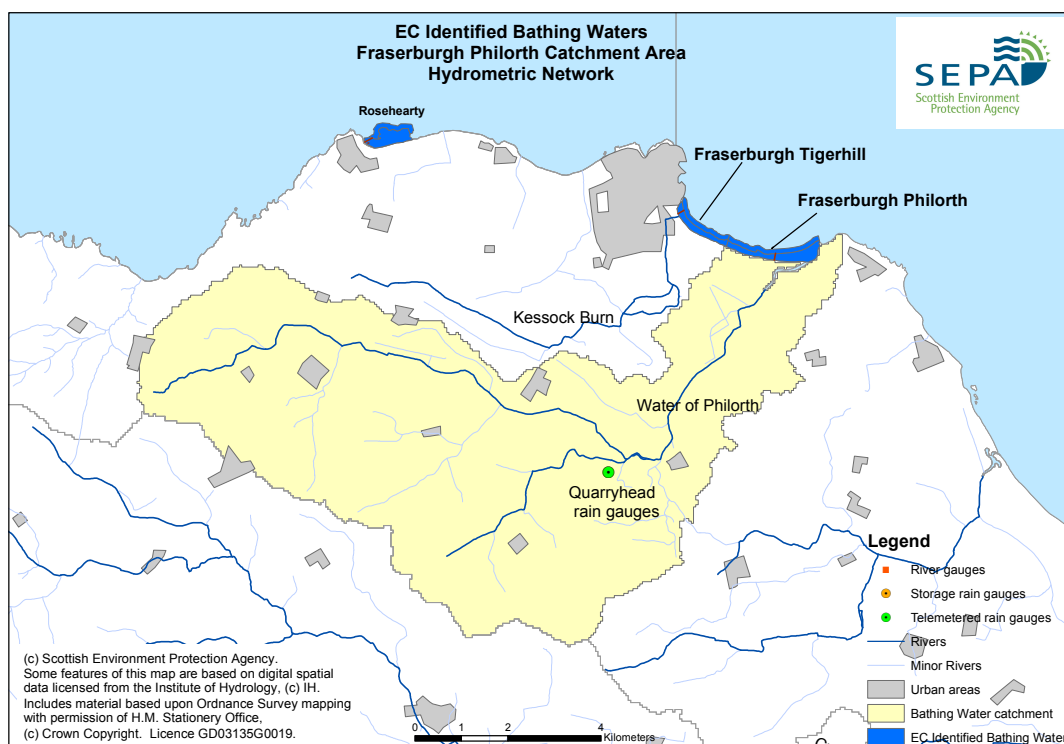 EC Identified Bathing Waters
Fraserburgh Philorth Catchment Area
Hydrometric Network
SEPA
Scottish Environment
Protection Agency
Rosehearty
Fraserburgh Tigerhill
Fraserburgh Philorth
Kessock Burn
Water of Philorth
Quarryhead
rain gauges
Legend
River gauges
Storage rain gauges
Telemetered rain gauges
Rivers
Minor Rivers
Urban areas
Bathing Water catchment
EC Identified Bathing Water
(c) Scottish Environment Protection Agency.
Some features of this map are based on digital spatial
data licensed from the Institute of Hydrology, (c) IH.
Includes material based upon Ordnance Survey mapping
with permission of H.M. Stationery Office,
(c) Crown Copyright. Licence GD03135G0019.
0 1 2 4
Kilometers